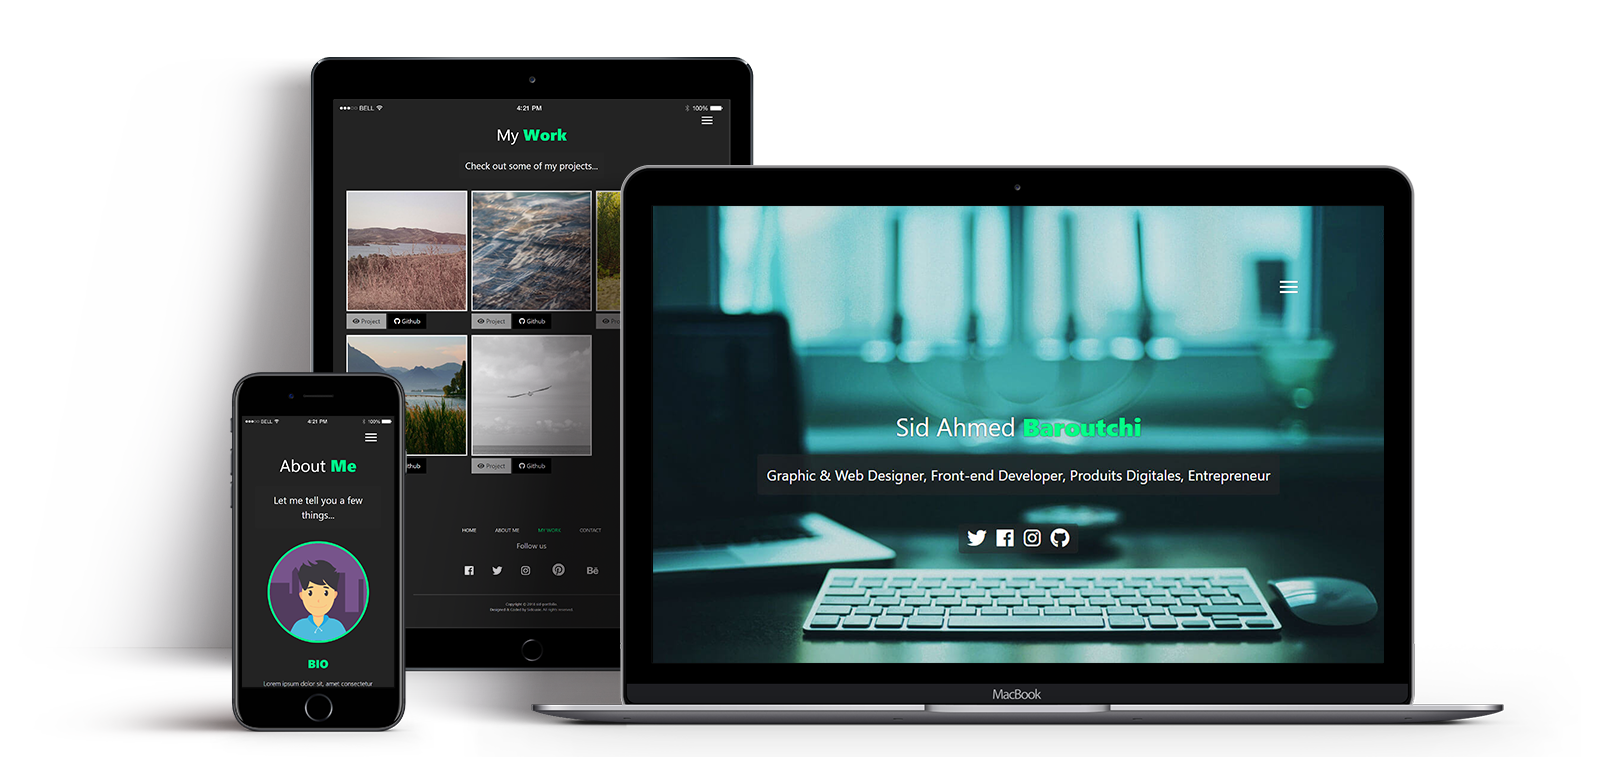 BELL
4:21 PM
100%
My Work
Check out some of my projects...
Project
Github
Project
Github
Project
Github
HOME
ABOUT ME
MY WORK
CONTACT
Follow us
Bē
BELL
4:21 PM
100%
About Me
Let me tell you a few
things...
BIO
Lorem ipsum dolor sit, amet consectetur
Sid Ahmed Baroutchi
Graphic & Web Designer, Front-end Developer, Produits Digitales, Entrepreneur
MacBook